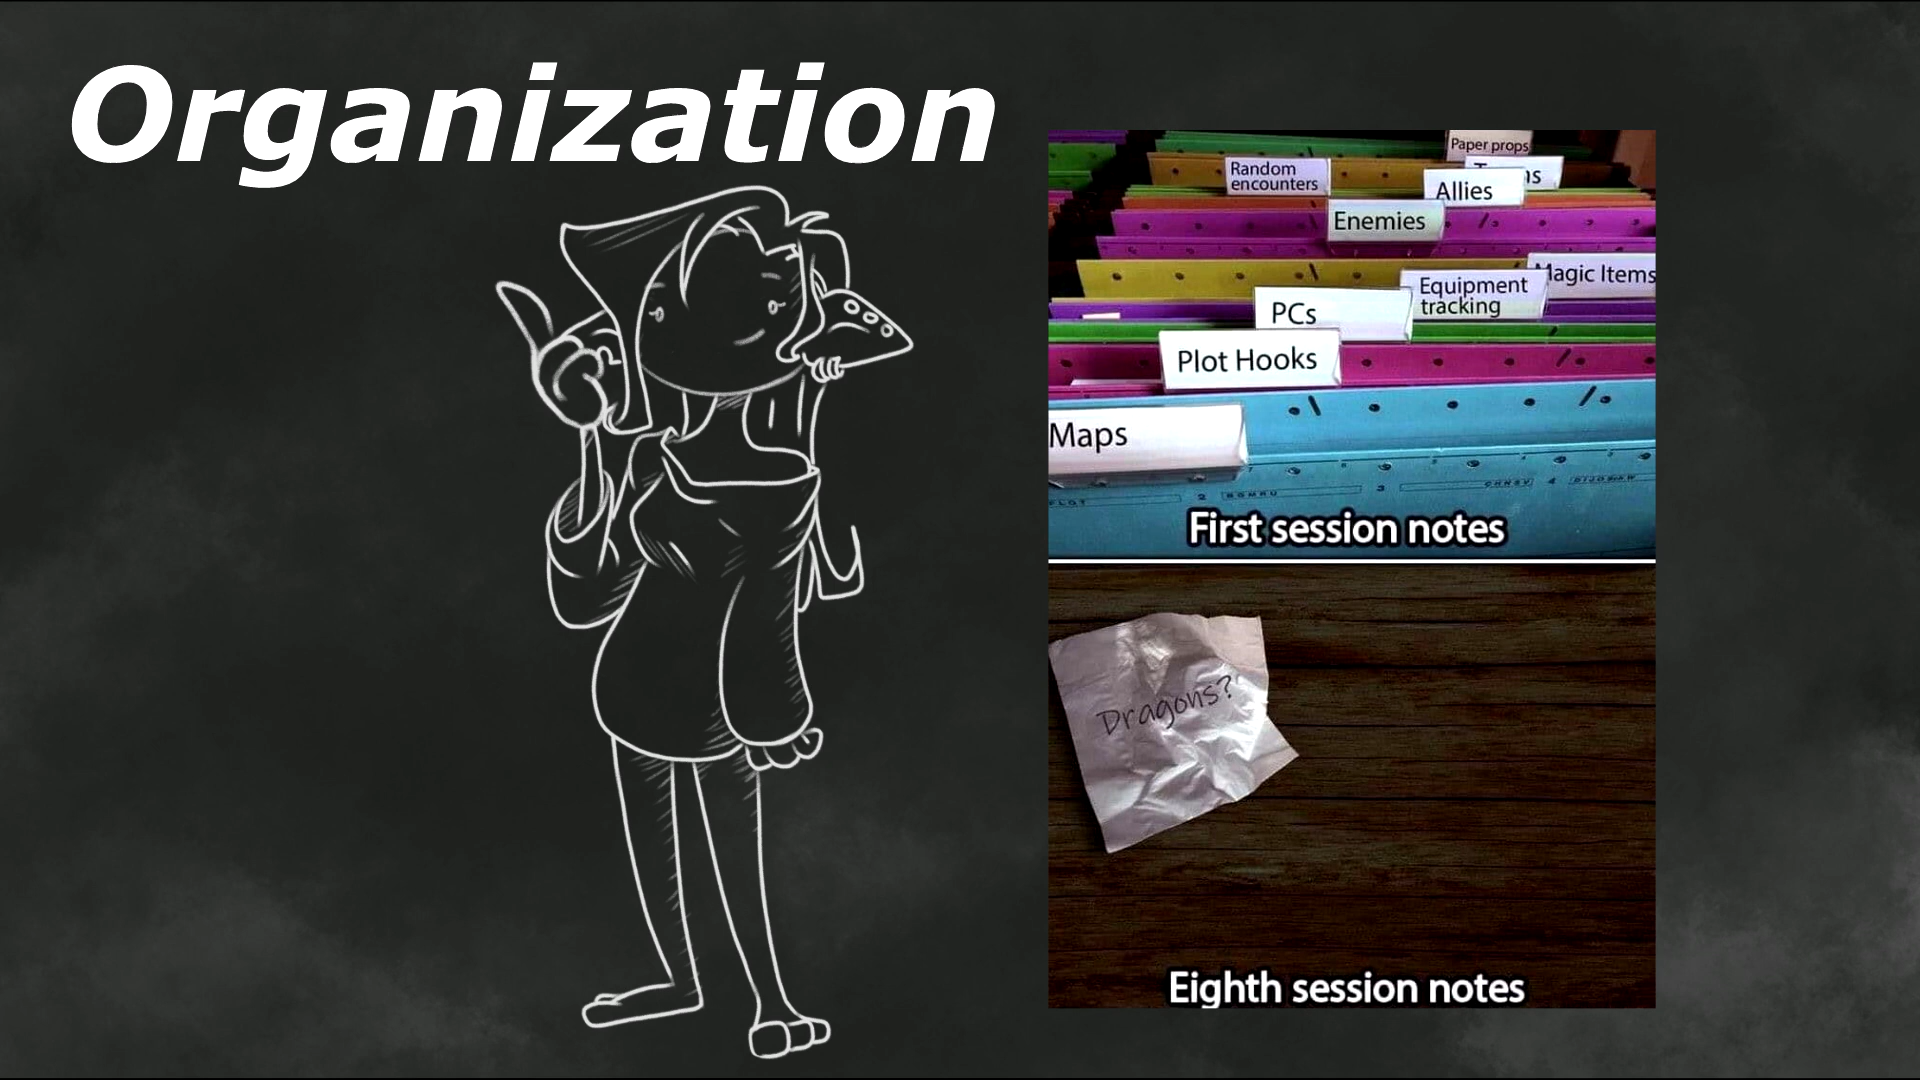 Organization
Paper props
Random
encounters
Allies
Enemies
Magic Items
Equipment
tracking
PCs
Plot Hooks
Maps
First session notes
Dragons?
Eighth session notes